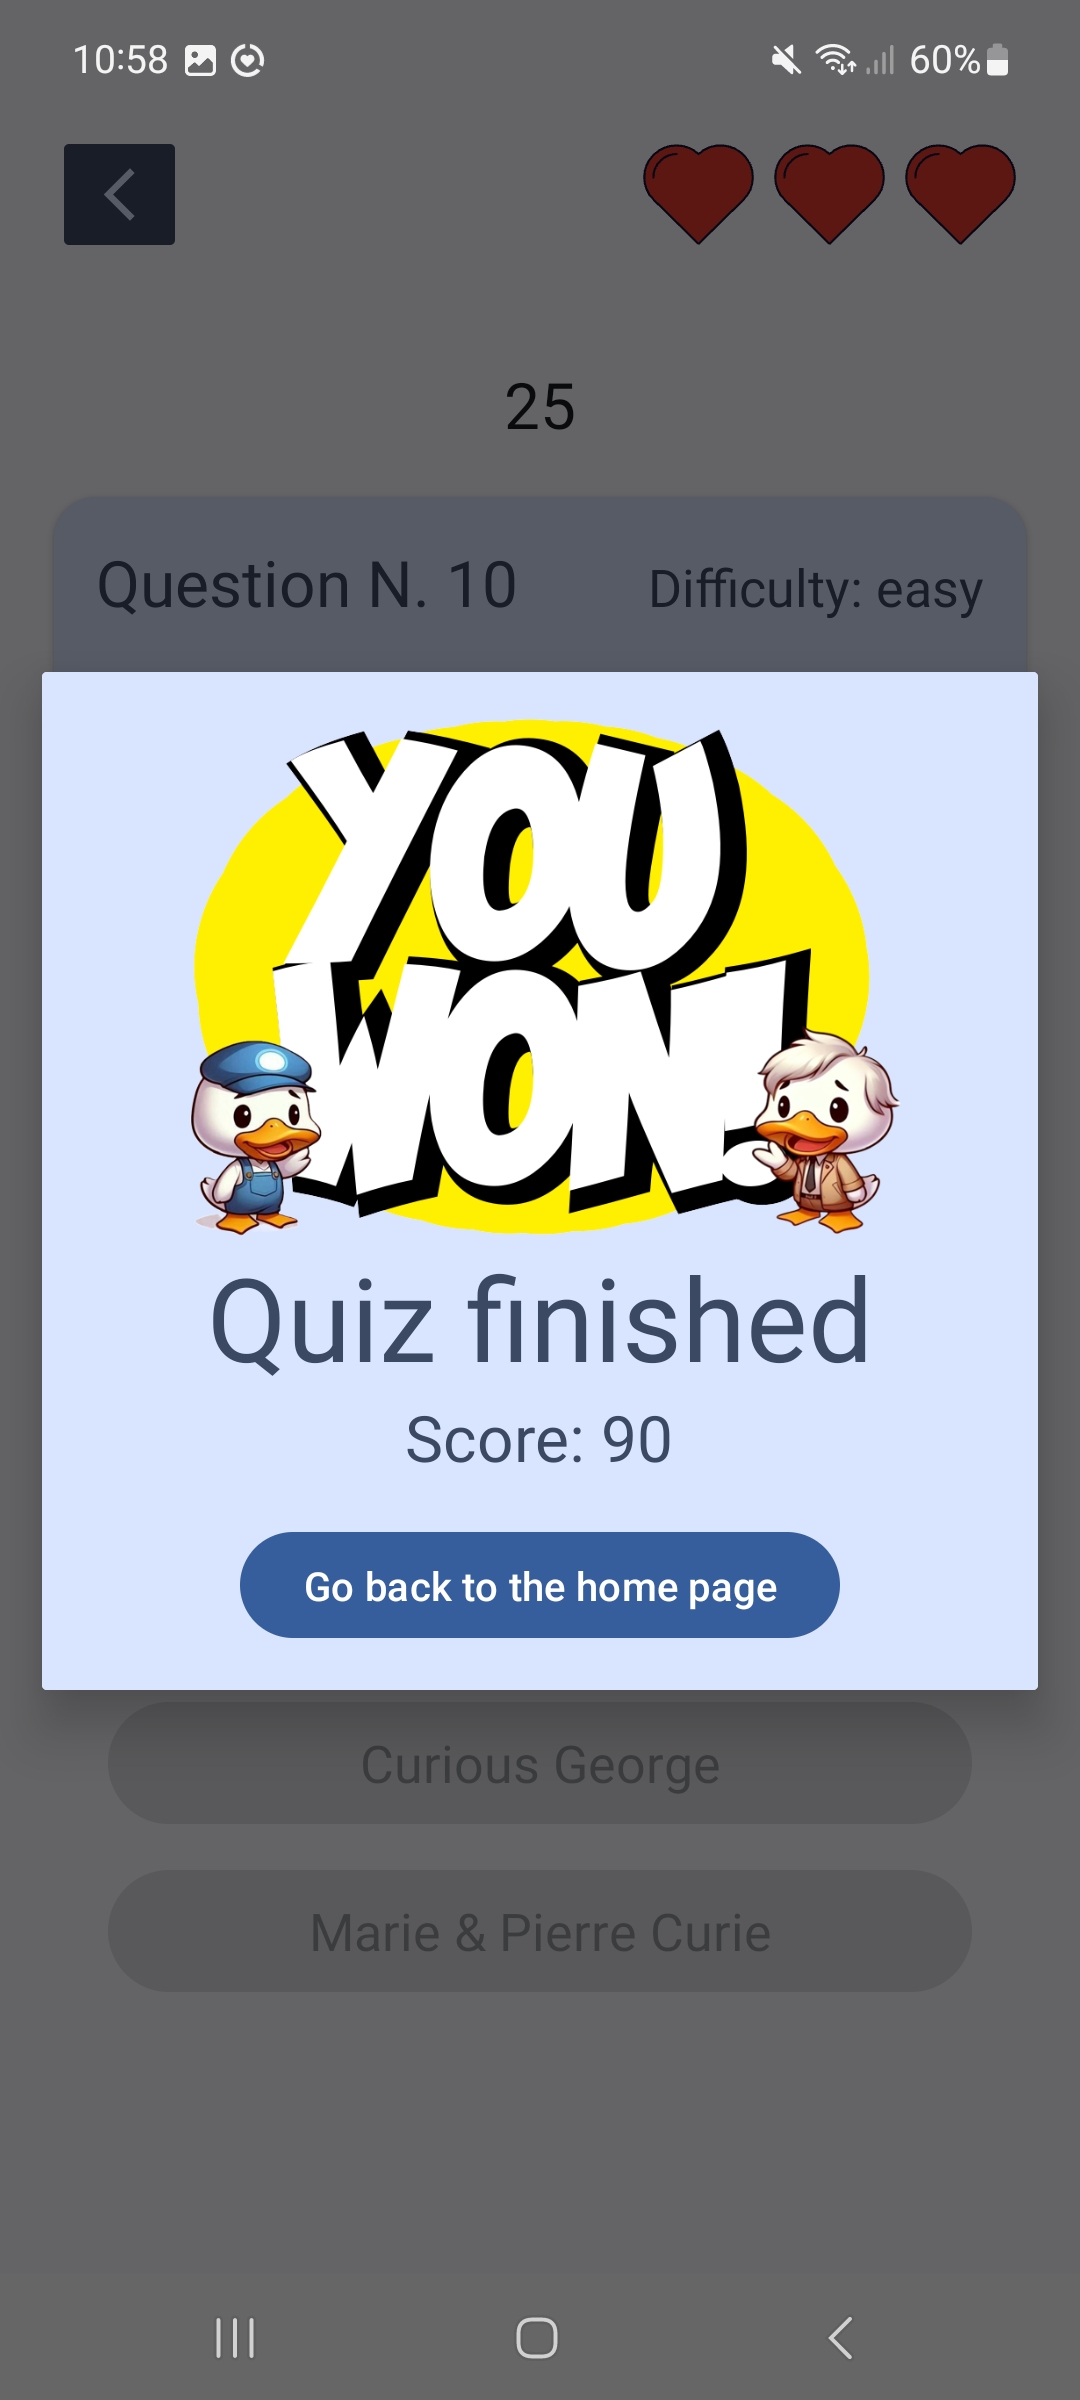 10:58 60%
25
Question N. 10 Difficulty: easy
YOU
WON!
Quiz finished
Score: 90
Go back to the home page
Curious George
Marie & Pierre Curie